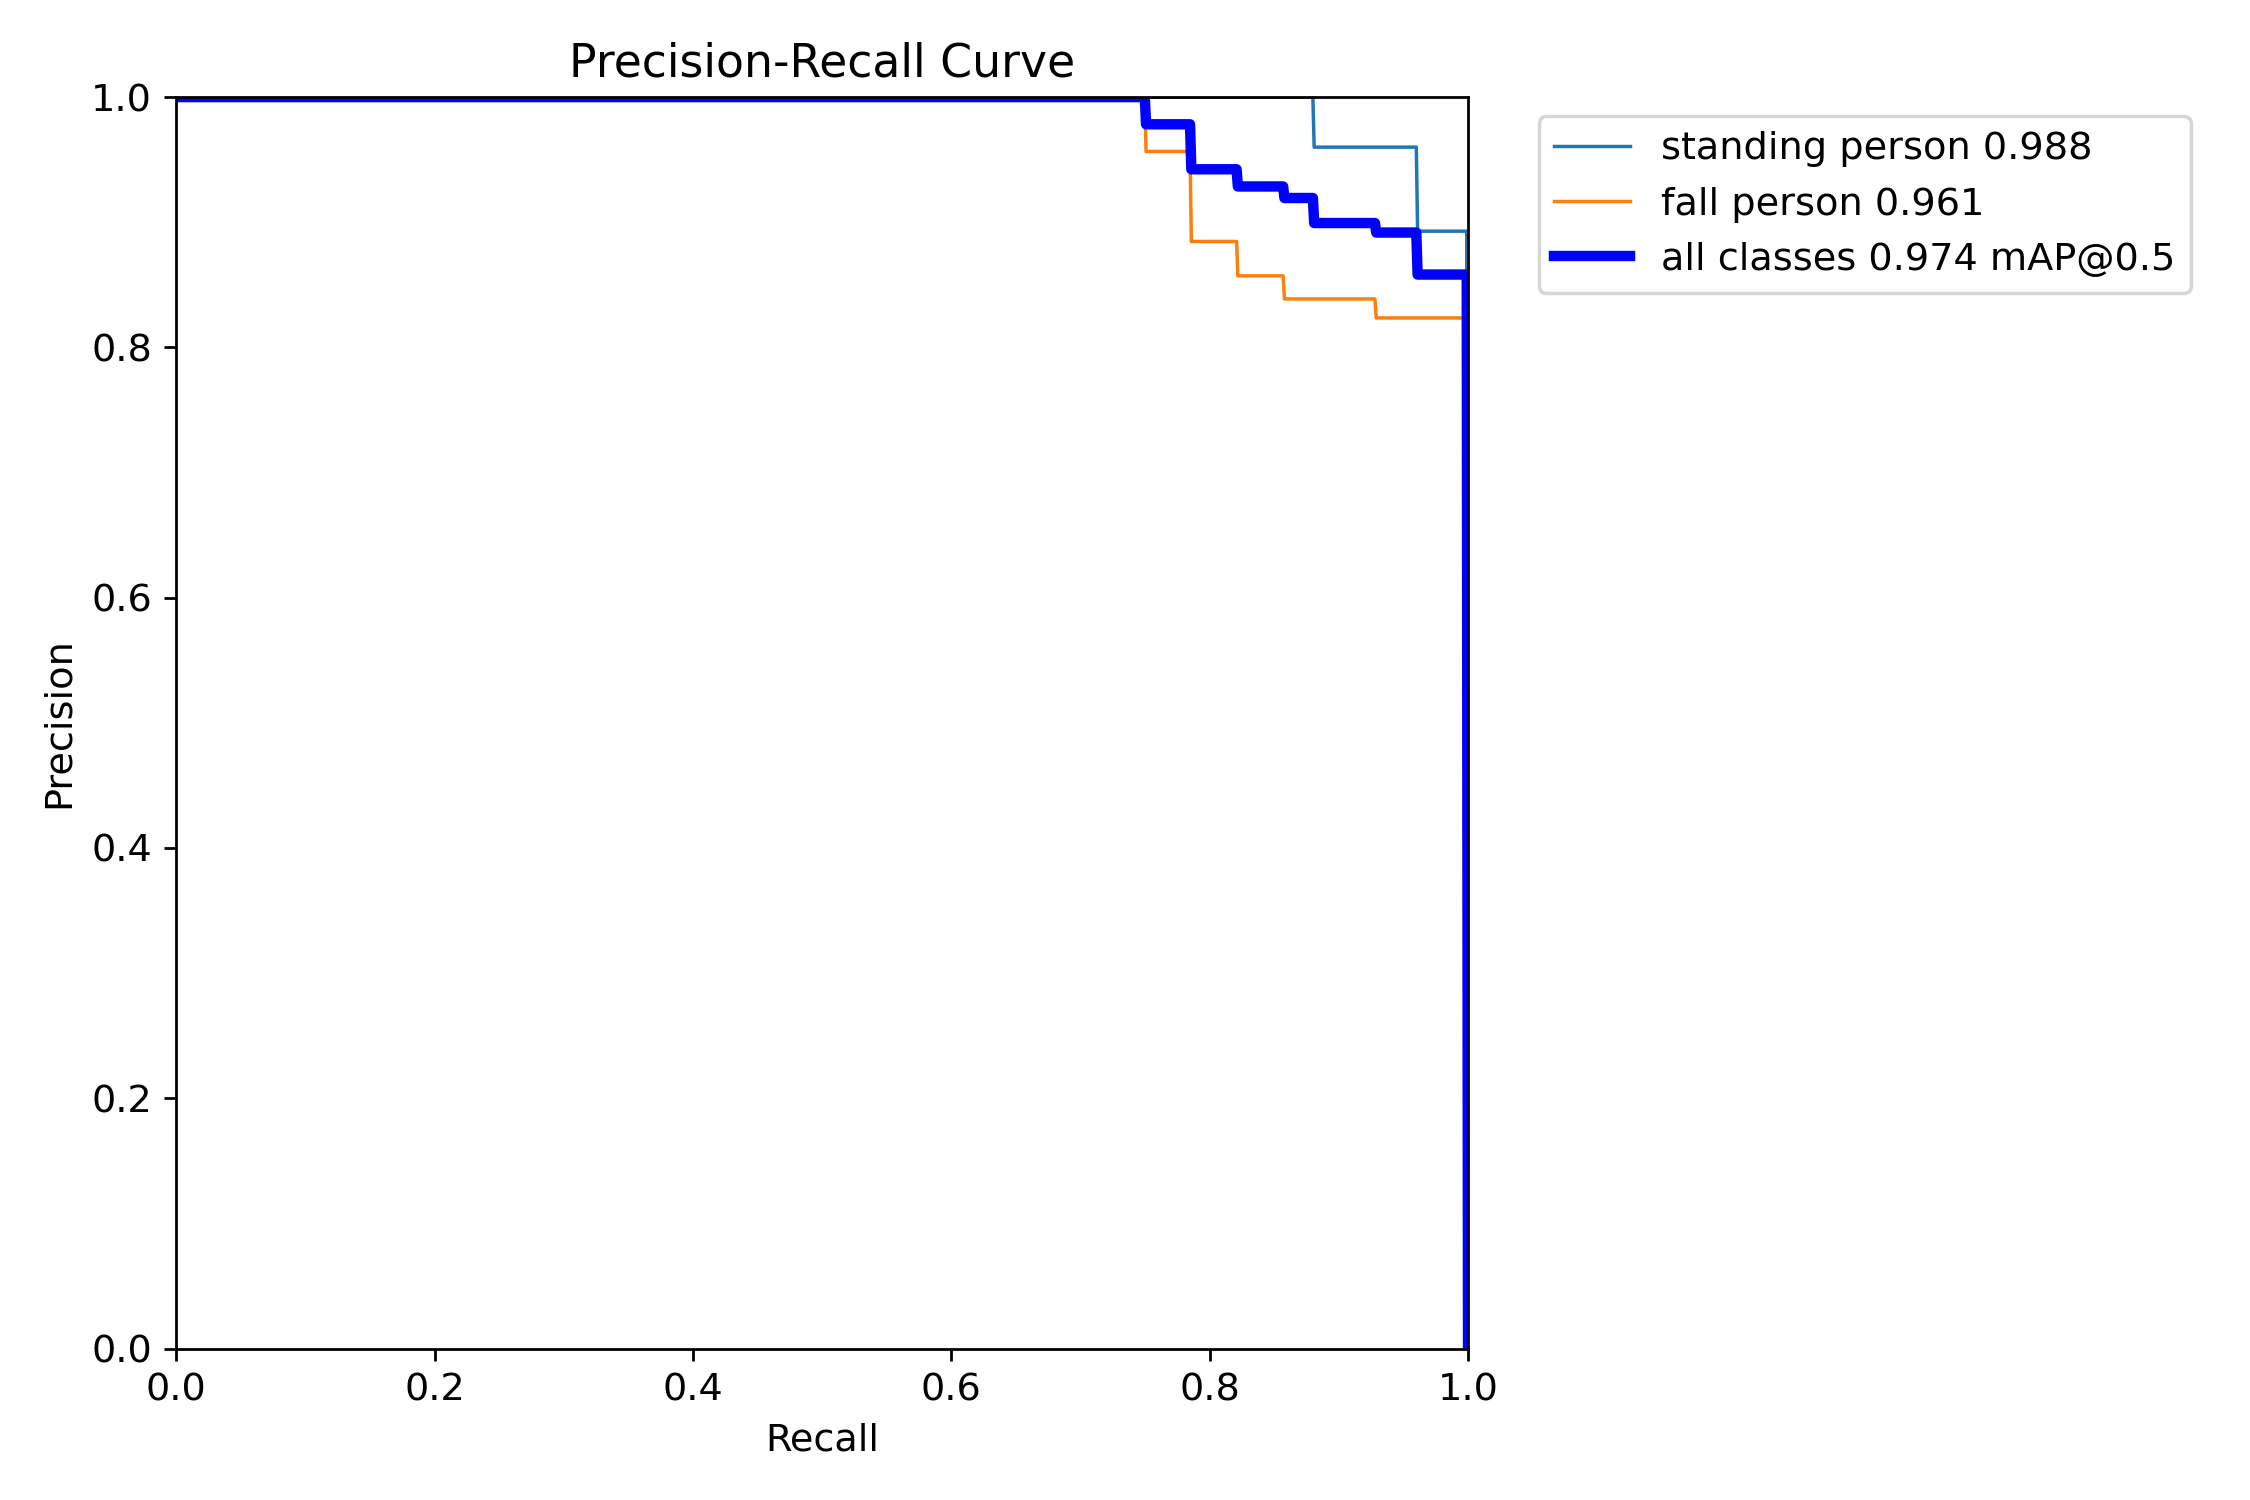 Precision-Recall Curve
1.0
0.8
0.6
0.4
0.2
0.0
Precision
0.0 0.2 0.4 0.6 0.8 1.0
Recall
standing person 0.988
fall person 0.961
all classes 0.974 mAP@0.5